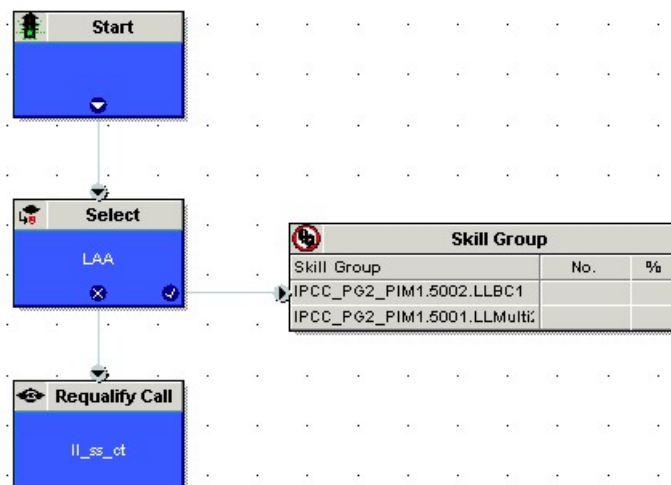 Start
Select
LAA
Skill Group
Skill Group No. %
IPCC_PG2_PIM1.5002.LLBC1
IPCC_PG2_PIM1.5001.LLMulti
Requalify Call
ll_ss_ct